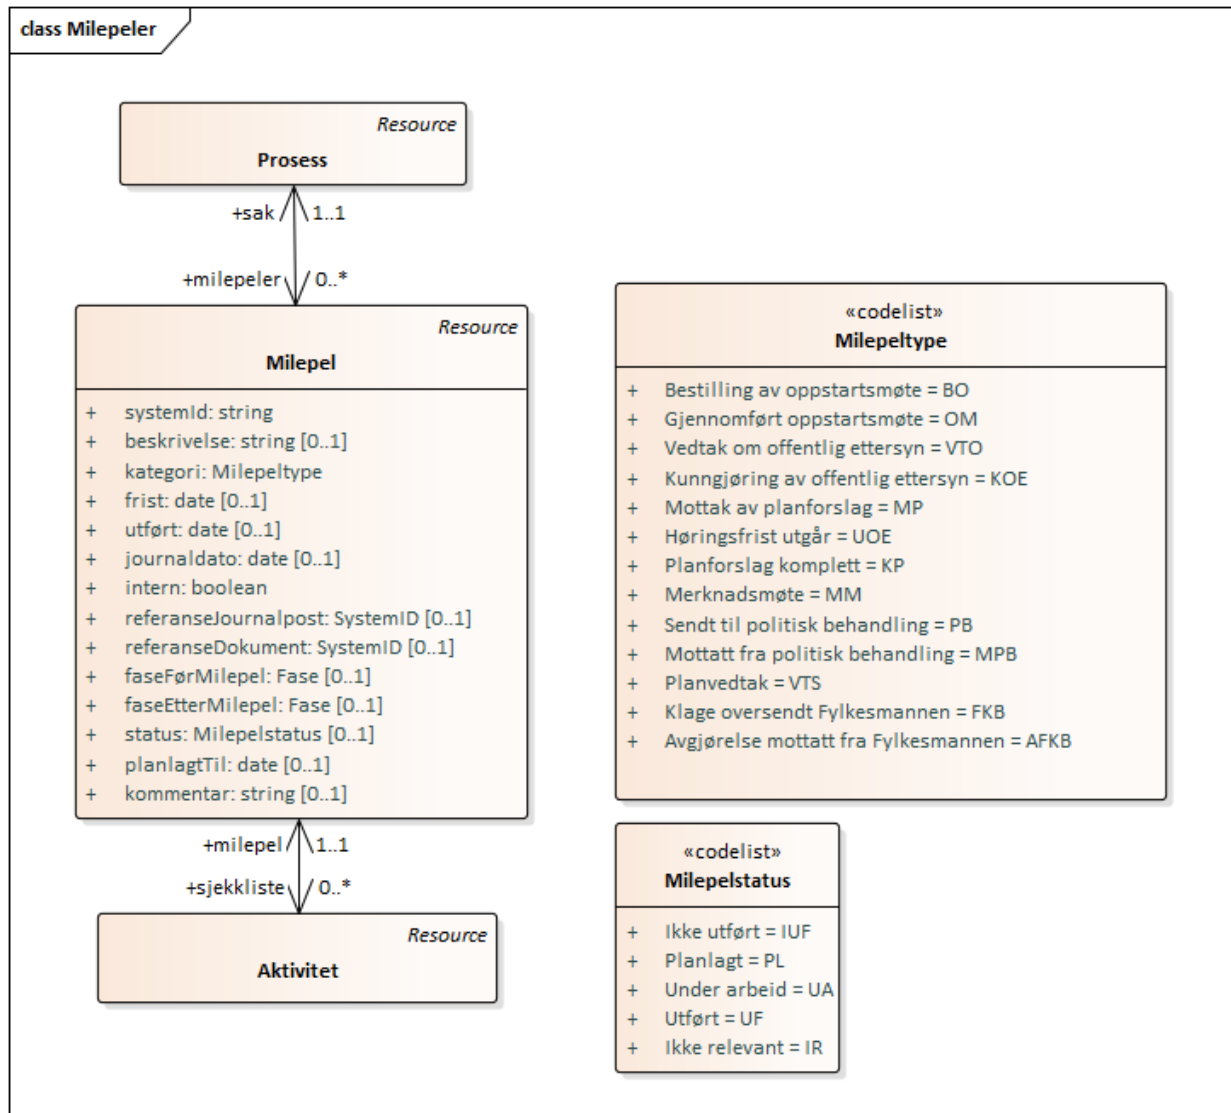 class Milepeler
Resource
Prosess
+sak 1..1
+milepeler 0..*
Resource
Milepel
+ systemId: string
+ beskrivelse: string [0..1]
+ kategori: Milepeltype
+ frist: date [0..1]
+ utført: date [0..1]
+ journaldato: date [0..1]
+ intern: boolean
+ referanseJournalpost: SystemID [0..1]
+ referanseDokument: SystemID [0..1]
+ faseFørMilepel: Fase [0..1]
+ faseEtterMilepel: Fase [0..1]
+ status: Milepelstatus [0..1]
+ planlagtTil: date [0..1]
+ kommentar: string [0..1]
+milepel 1..1
+sjekkliste 0..*
Resource
Aktivitet
«codelist»
Milepeltype
+ Bestilling av oppstartsmøte = BO
+ Gjennomført oppstartsmøte = OM
+ Vedtak om offentlig ettersyn = VTO
+ Kunngjøring av offentlig ettersyn = KOE
+ Mottak av planforslag = MP
+ Høringsfrist utgår = UOE
+ Planforslag komplett = KP
+ Merknadsmøte = MM
+ Sendt til politisk behandling = PB
+ Mottatt fra politisk behandling = MPB
+ Planvedtak = VTS
+ Klage oversendt Fylkesmannen = FKB
+ Avgjørelse mottatt fra Fylkesmannen = AFKB
«codelist»
Milepelstatus
+ Ikke utført = IUF
+ Planlagt = PL
+ Under arbeid = UA
+ Utført = UF
+ Ikke relevant = IR